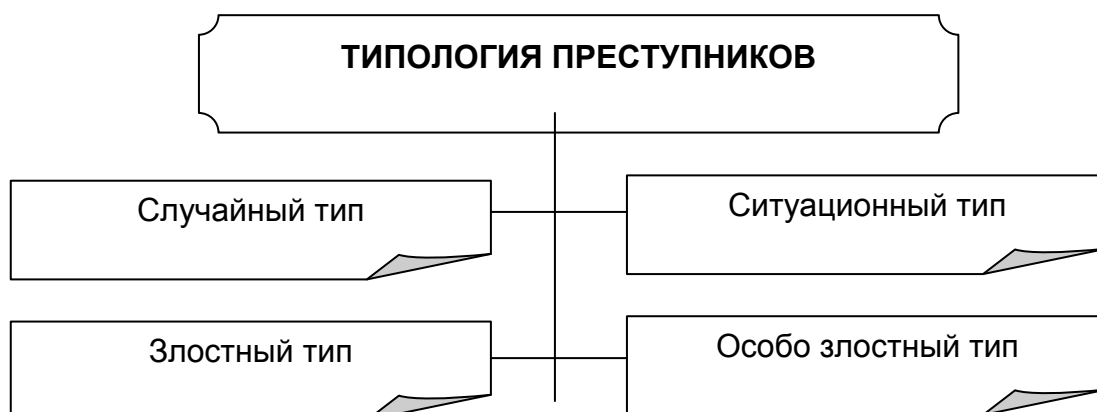 ТИПОЛОГИЯ ПРЕСТУПНИКОВ
Случайный тип
Ситуационный тип
Злостный тип
Особо злостный тип